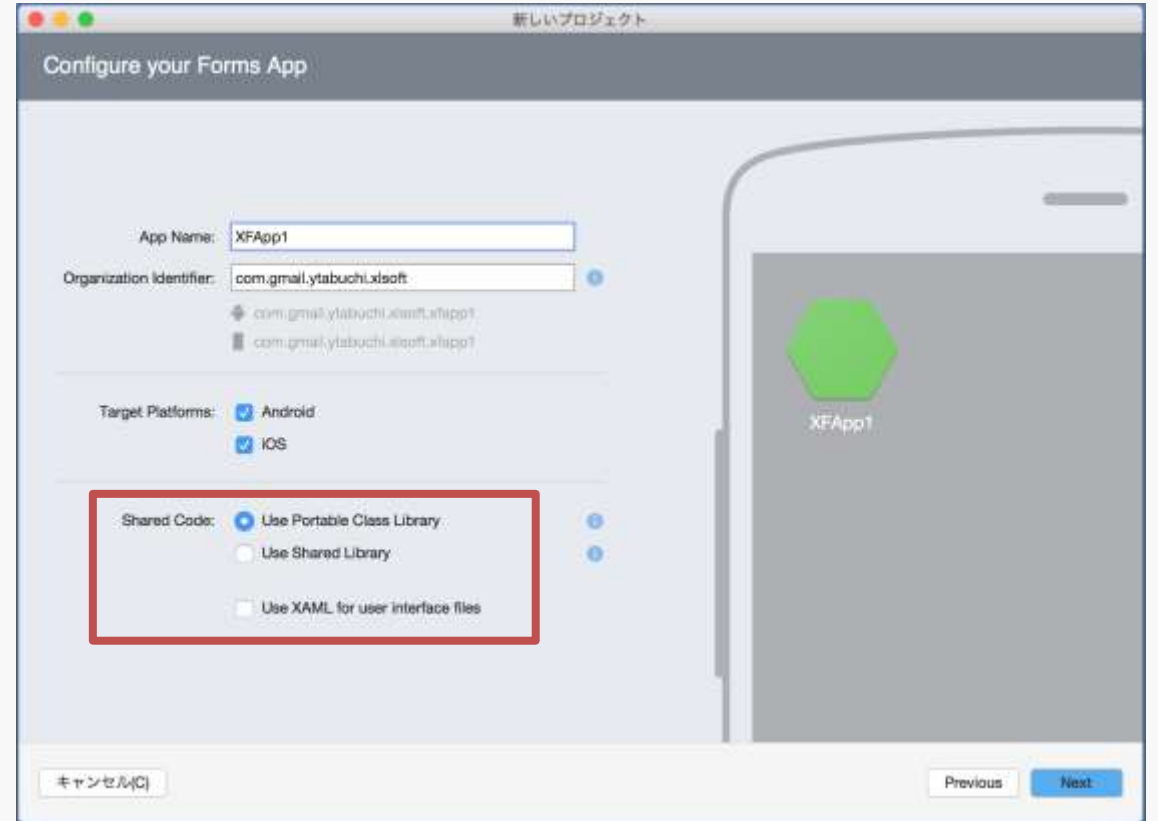 新しいプロジェクト
Configure your Forms App
App Name: XFApp1
Organization Identifier: com.gmail.ytabuchi.xlsoft
com.gmail.ytabuchi.xlsoft.xfapp1
com.gmail.ytabuchi.xlsoft.xfapp1
Target Platforms: Android
iOS
XFApp1
Shared Code: Use Portable Class Library
Use Shared Library
Use XAML for user interface files
キャンセル(C) Previous Next